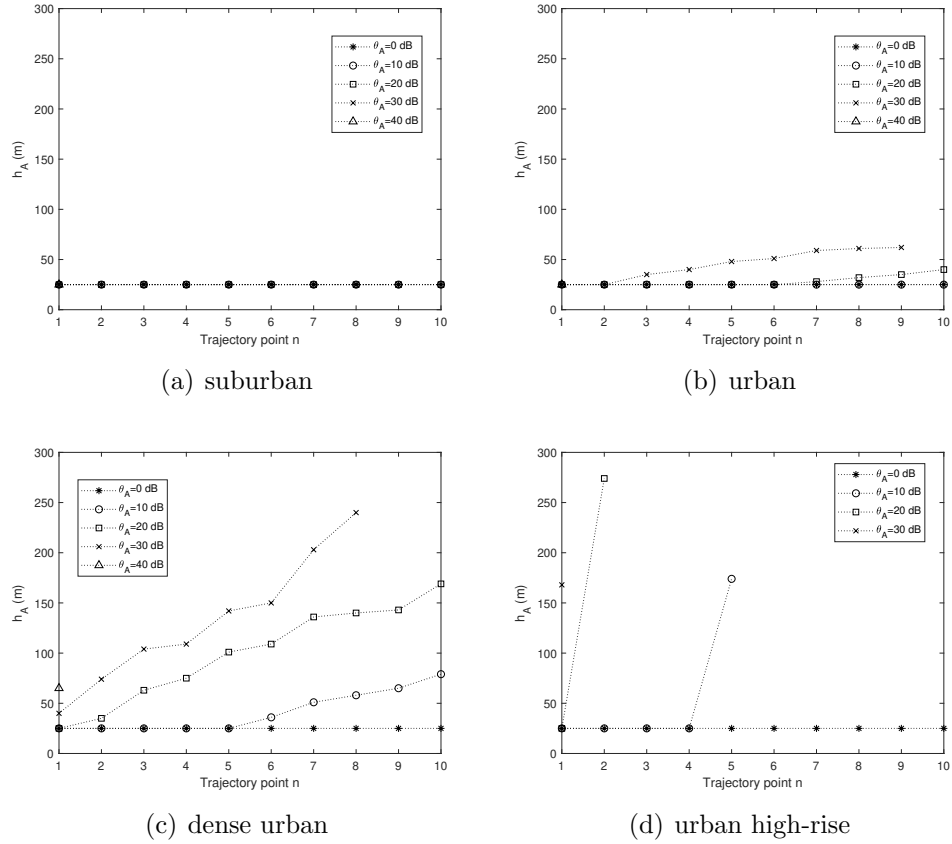 300
250
200
150
100
50
0
h_A (m)
θ_A=0 dB
θ_A=10 dB
θ_A=20 dB
θ_A=30 dB
θ_A=40 dB
1 2 3 4 5 6 7 8 9 10
Trajectory point n
(a) suburban
300
250
200
150
100
50
0
h_A (m)
θ_A=0 dB
θ_A=10 dB
θ_A=20 dB
θ_A=30 dB
θ_A=40 dB
1 2 3 4 5 6 7 8 9 10
Trajectory point n
(b) urban
300
250
200
150
100
50
0
h_A (m)
θ_A=0 dB
θ_A=10 dB
θ_A=20 dB
θ_A=30 dB
θ_A=40 dB
1 2 3 4 5 6 7 8 9 10
Trajectory point n
(c) dense urban
300
250
200
150
100
50
0
h_A (m)
θ_A=0 dB
θ_A=10 dB
θ_A=20 dB
θ_A=30 dB
1 2 3 4 5 6 7 8 9 10
Trajectory point n
(d) urban high-rise